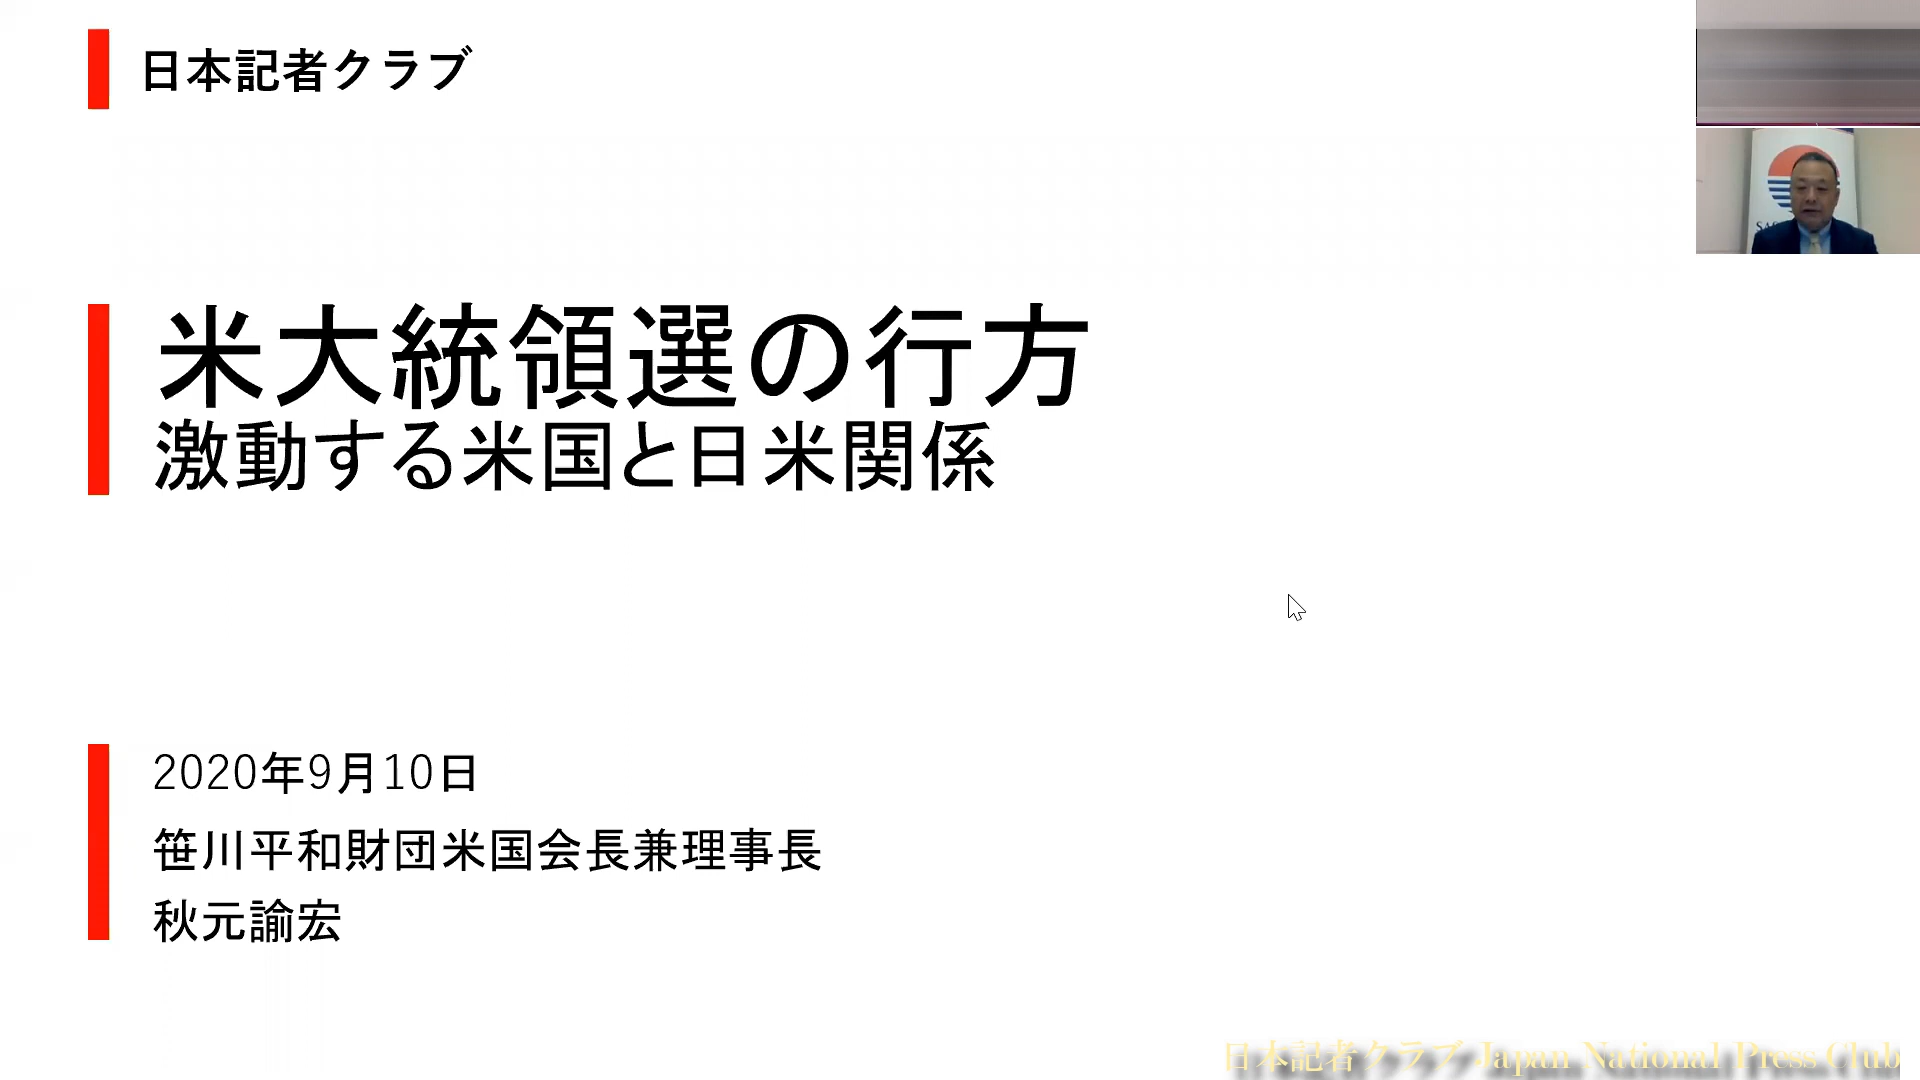 日本記者クラブ
米大統領選の行方
激動する米国と日米関係
2020年9月10日
笹川平和財団米国会長兼理事長
秋元諭宏
日本記者クラブ Japan National Press Club